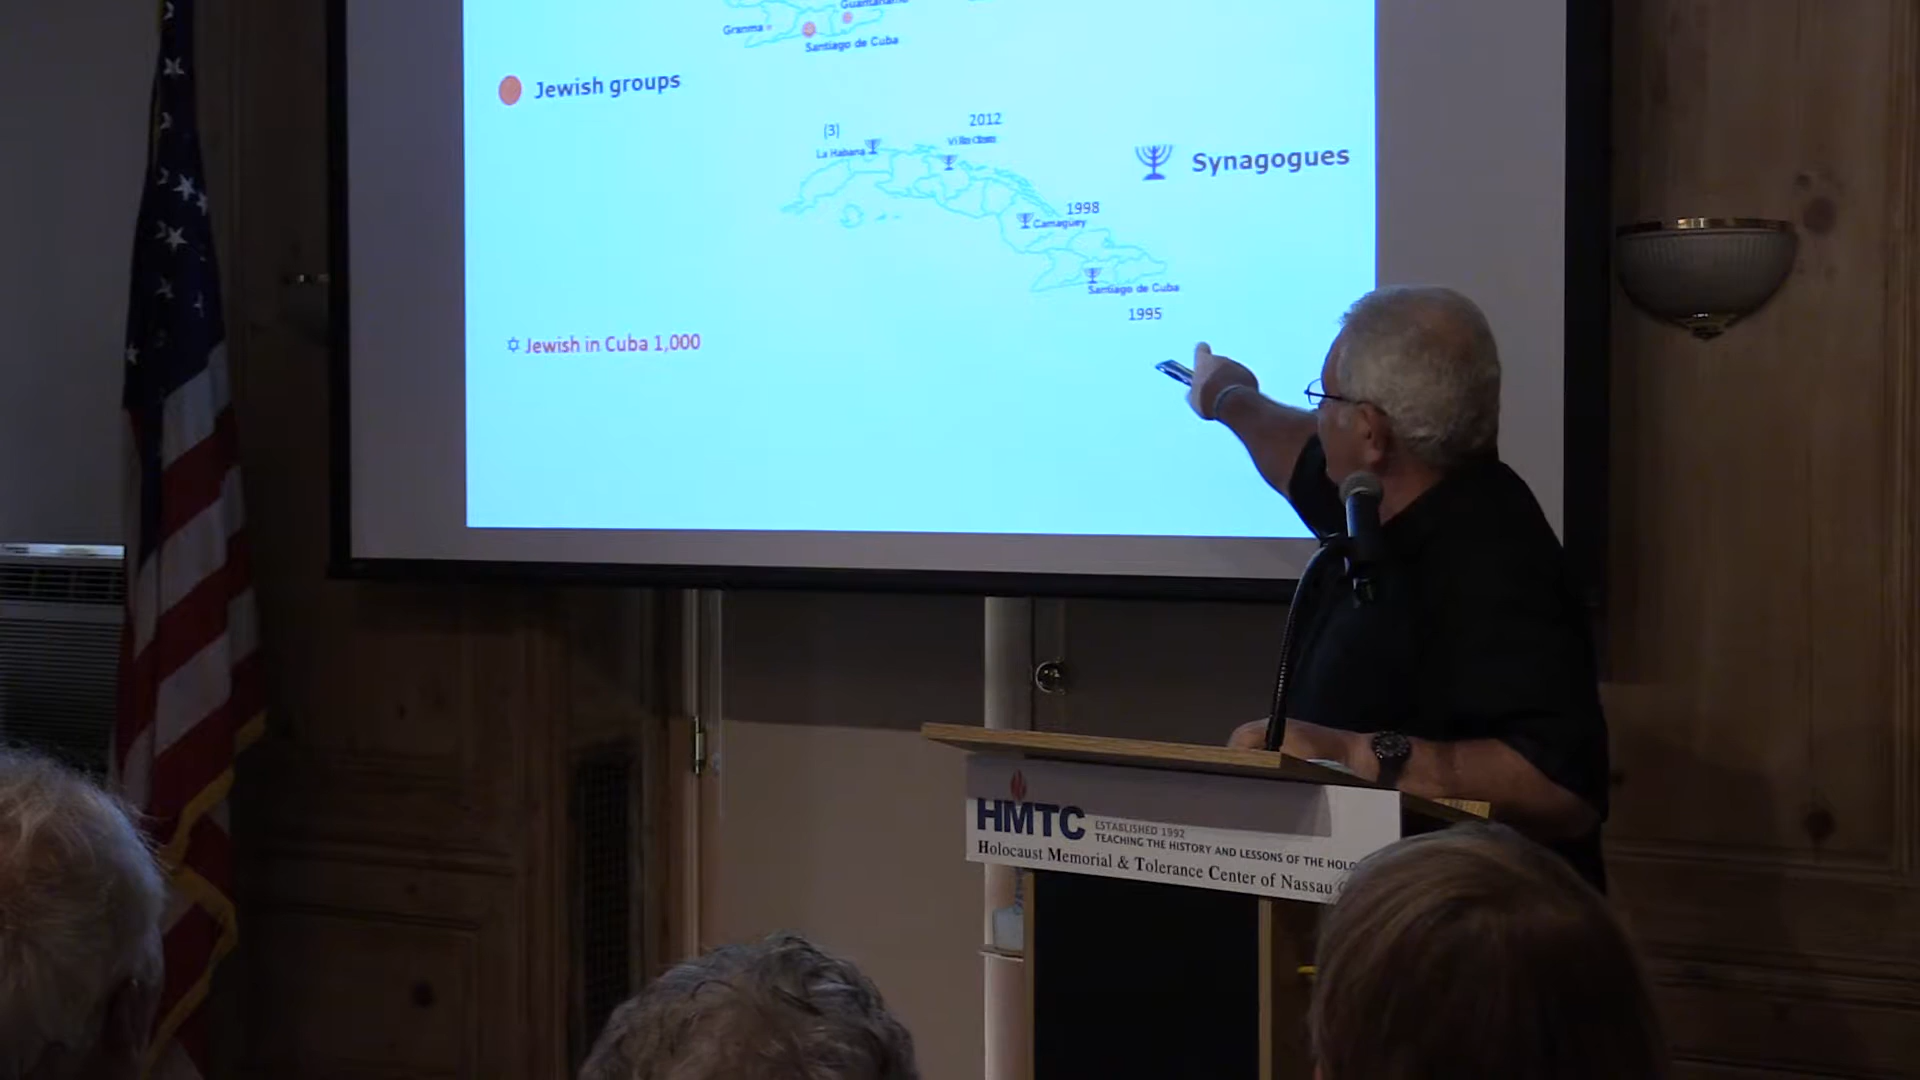 Granma
Santiago de Cuba
Jewish groups
(3)
La Habana
2012
Synagogues
1998
Camagüey
Santiago de Cuba
1995
✡ Jewish in Cuba 1,000
HMTC
ESTABLISHED 1992
TEACHING THE HISTORY AND LESSONS OF THE HOLO
Holocaust Memorial & Tolerance Center of Nassau